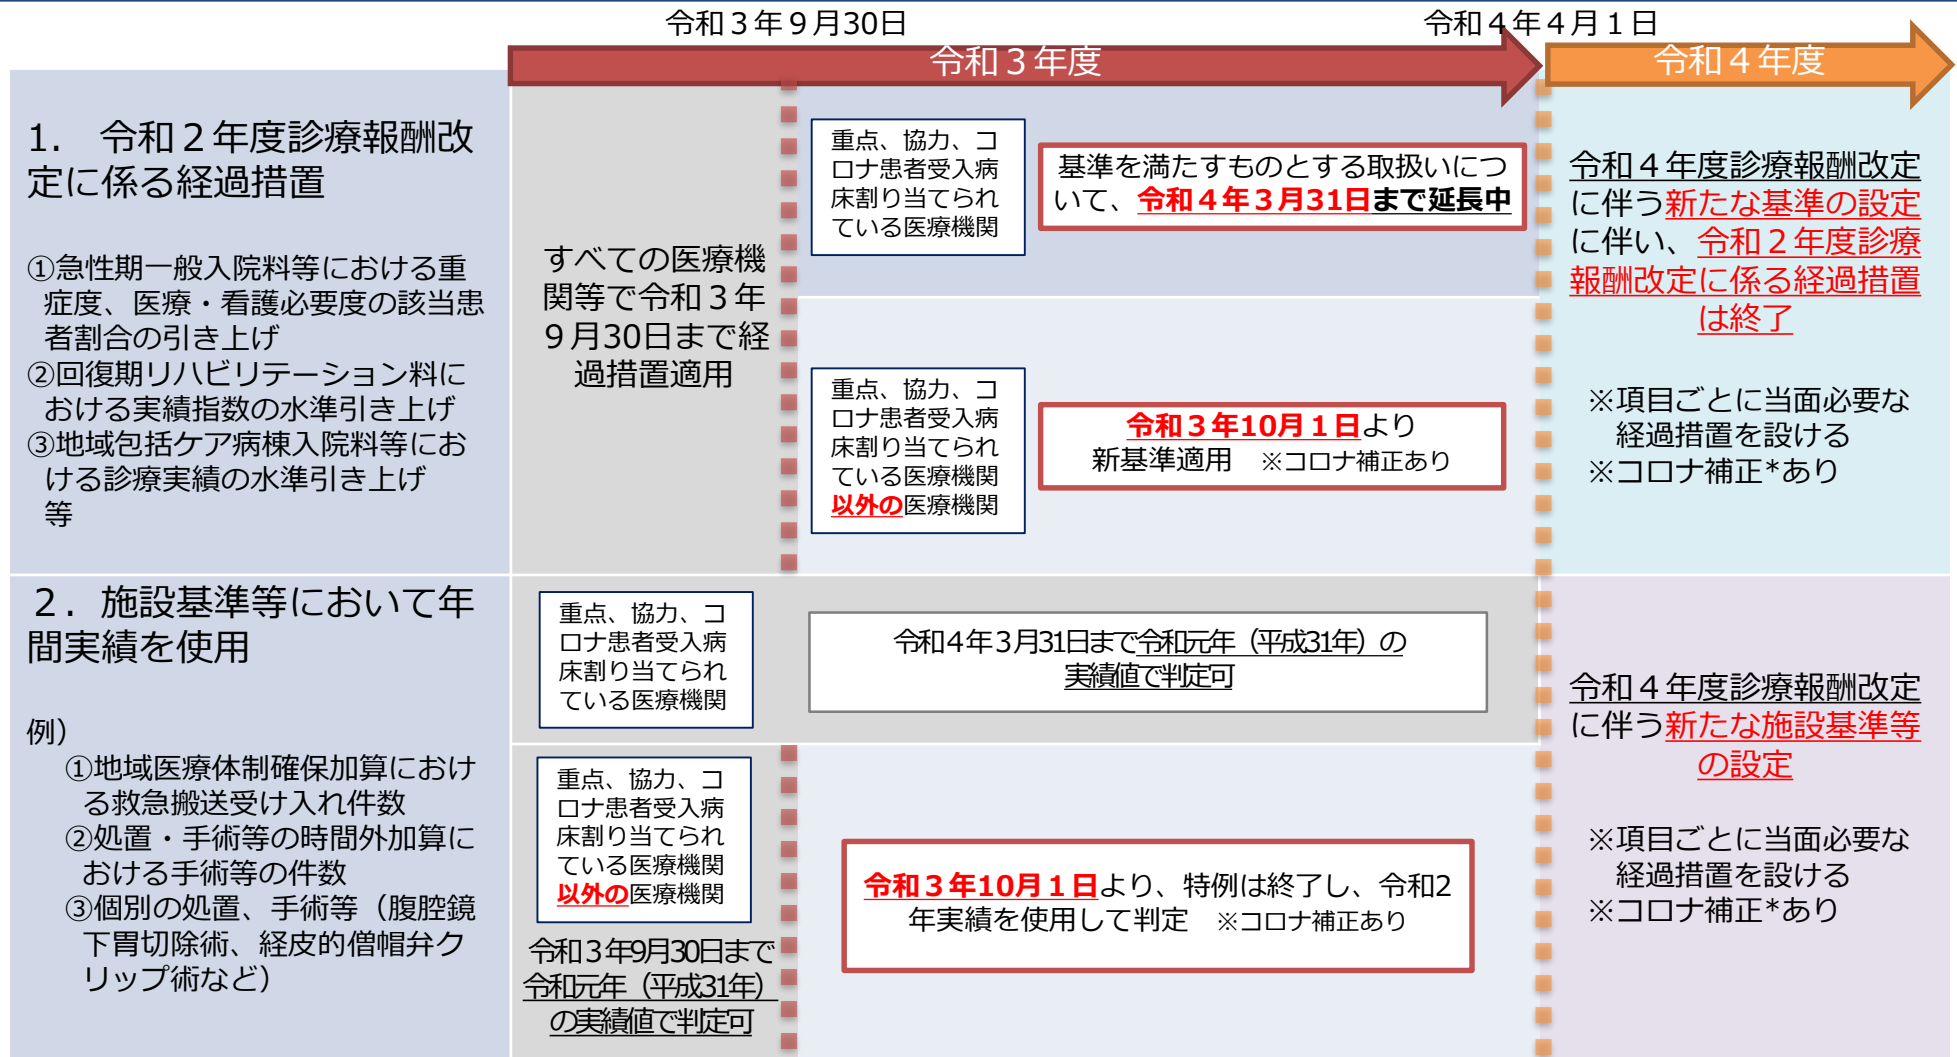 令和３年９月30日
令和４年４月１日
令和３年度
令和４年度
1.　令和２年度診療報酬改
定に係る経過措置
①急性期一般入院料等における重
症度、医療・看護必要度の該当患
者割合の引き上げ
②回復期リハビリテーション料に
おける実績指数の水準引き上げ
③地域包括ケア病棟入院料等にお
ける診療実績の水準引き上げ
等
すべての医療機
関等で令和３年
９月30日まで経
過措置適用
重点、協力、コ
ロナ患者受入病
床割り当てられ
ている医療機関
基準を満たすものとする取扱いにつ
いて、令和４年３月31日まで延長中
重点、協力、コ
ロナ患者受入病
床割り当てられ
ている医療機関
以外の医療機関
令和３年10月１日より
新基準適用　※コロナ補正あり
令和４年度診療報酬改定
に伴う新たな基準の設定
に伴い、令和２年度診療
報酬改定に係る経過措置
は終了
※項目ごとに当面必要な
経過措置を設ける
※コロナ補正*あり
２．施設基準等において年
間実績を使用
例）
①地域医療体制確保加算におけ
る救急搬送受け入れ件数
②処置・手術等の時間外加算に
おける手術等の件数
③個別の処置、手術等（腹腔鏡
下胃切除術、経皮的僧帽弁ク
リップ術など）
重点、協力、コ
ロナ患者受入病
床割り当てられ
ている医療機関
令和４年３月31日まで令和元年（平成31年）の
実績値で判定可
重点、協力、コ
ロナ患者受入病
床割り当てられ
ている医療機関
以外の医療機関
令和３年9月30日まで
令和元年（平成31年）
の実績値で判定可
令和３年10月１日より、特例は終了し、令和2
年実績を使用して判定　※コロナ補正あり
令和４年度診療報酬改定
に伴う新たな施設基準等
の設定
※項目ごとに当面必要な
経過措置を設ける
※コロナ補正*あり